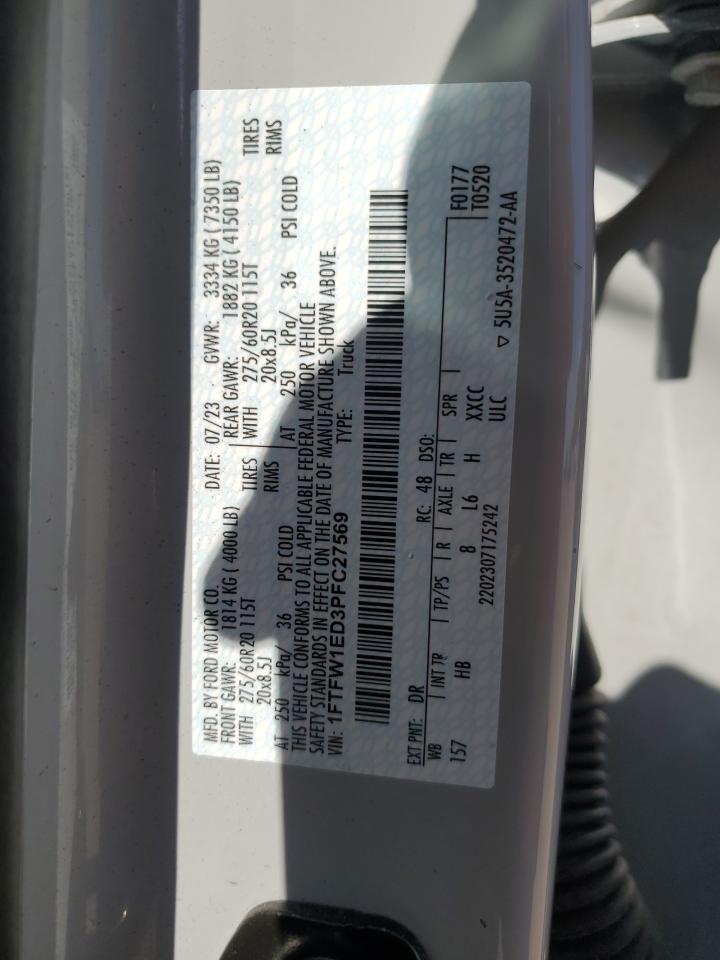 MFD. BY FORD MOTOR CO. DATE: 07/23 GVWR: 3334 KG ( 7350 LB)
FRONT GAWR: 1814 KG ( 4000 LB) REAR GAWR: 1882 KG ( 4150 LB)
WITH 275/60R20 115T TIRES WITH 275/60R20 115T TIRES
20x8.5J RIMS 20x8.5J RIMS
AT 250 kPa/ 36 PSI COLD AT 250 kPa/ 36 PSI COLD
THIS VEHICLE CONFORMS TO ALL APPLICABLE FEDERAL MOTOR VEHICLE
SAFETY STANDARDS IN EFFECT ON THE DATE OF MANUFACTURE SHOWN ABOVE.
VIN: 1FTFW1ED3PFC27569 TYPE: Truck
EXT PNT: DR RC: 48 DSO: F0177
WB INT TR TP/PS R AXLE TR SPR T0520
157 HB 8 L6 H XXCC
2202307175242 ULC
▽ 5U5A-3520472-AA